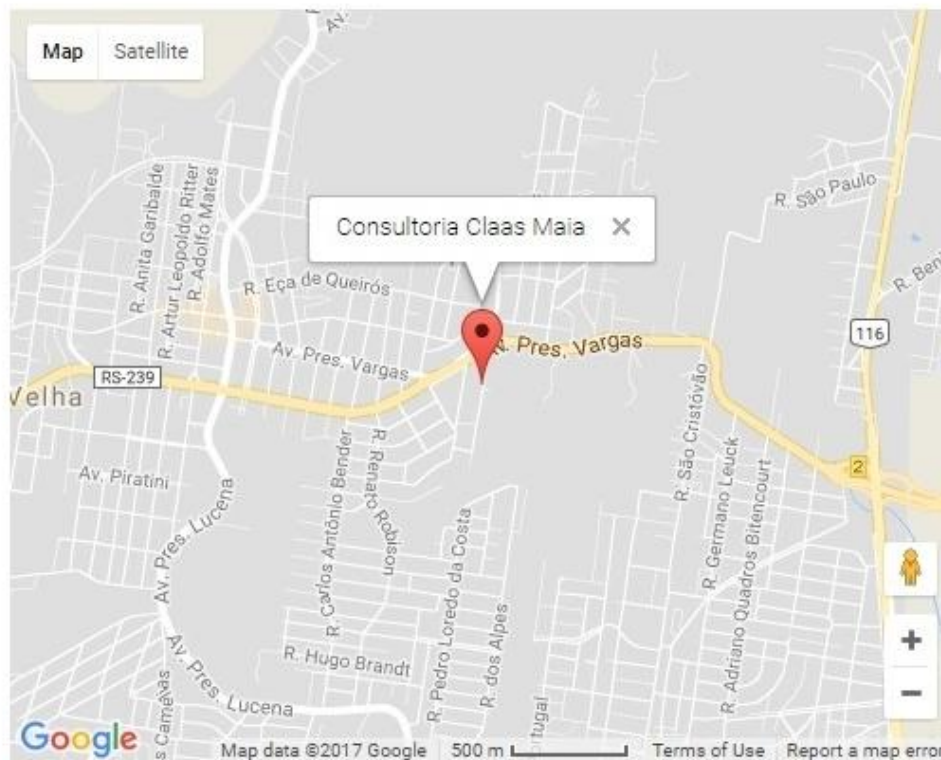 Map Satellite
Av.
R. São Paulo
Consultoria Claas Maia ×
R. Anita Garibalde
R. Artur Leopoldo Ritter
R. Adolfo Mates
R. Eça de Queirós
116
Av. Pres. Vargas
Pres. Vargas
RS-239
Velha
R. São Cristóvão
R. Germano Leuck
R. Adriano Quadros Bitencourt
2
Av. Piratini
Av. Pres. Lucena
R. Carlos Antônio Bender
R. Renato Robison
R. Pedro Loredo da Costa
R. dos Alpes
R. Hugo Brandt
Av. Pres. Lucena
+
−
Google
Map data ©2017 Google 500 m Terms of Use Report a map error